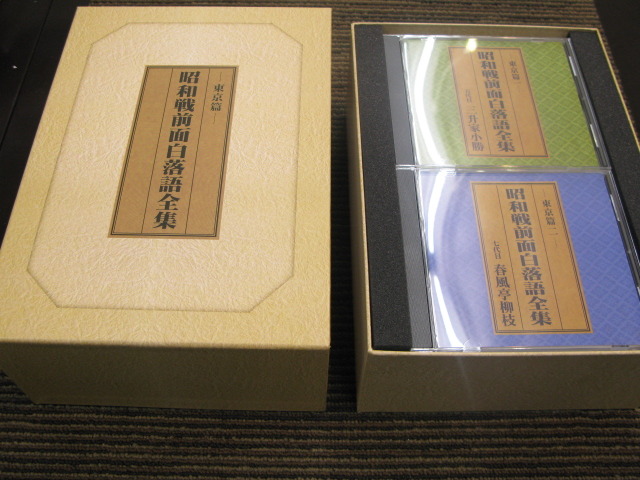 東京篇
昭和戦前面白落語全集
東京篇
昭和戦前面白落語全集
三升家小勝
東京篇
昭和戦前面白落語全集
七代目 春風亭柳枝